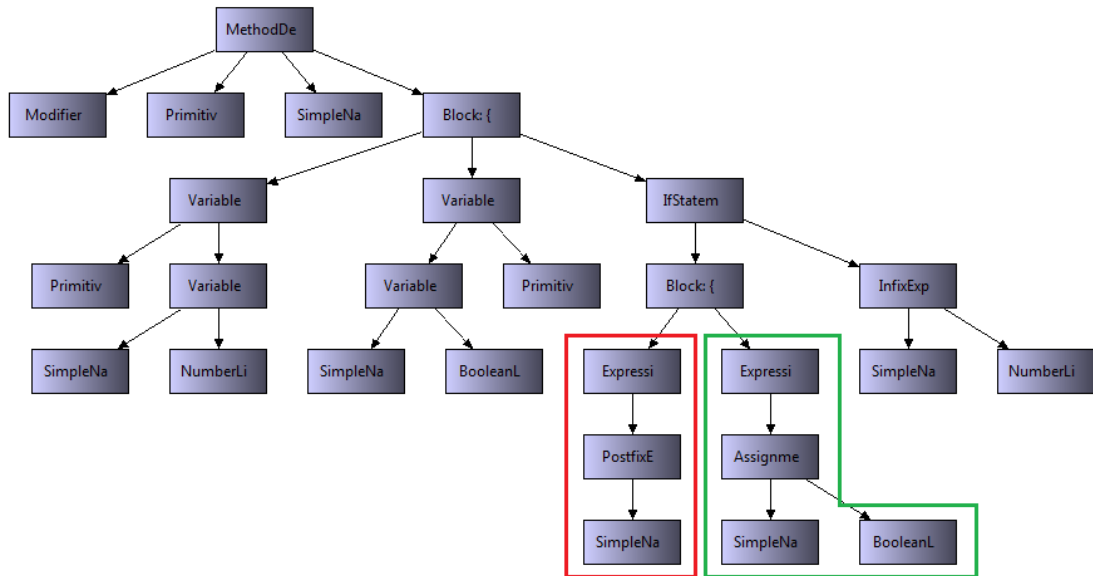 MethodDe
Modifier
Primitiv
SimpleNa
Block: {
Variable
Variable
IfStatem
Primitiv
Variable
Variable
Primitiv
Block: {
InfixExp
SimpleNa
NumberLi
SimpleNa
BooleanL
Expressi
Expressi
SimpleNa
NumberLi
PostfixE
Assignme
SimpleNa
SimpleNa
BooleanL